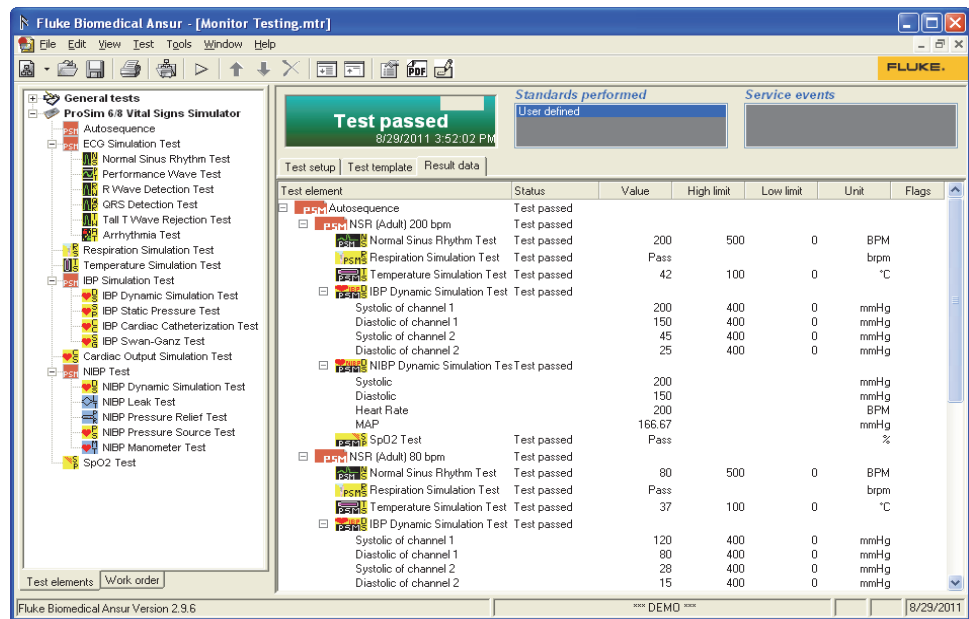 Fluke Biomedical Ansur - [Monitor Testing.mtr]
File Edit View Test Tools Window Help
PDF
FLUKE.
General tests
ProSim 6/8 Vital Signs Simulator
Autosequence
ECG Simulation Test
Normal Sinus Rhythm Test
Performance Wave Test
R Wave Detection Test
QRS Detection Test
Tall T Wave Rejection Test
Arrhythmia Test
Respiration Simulation Test
Temperature Simulation Test
IBP Simulation Test
IBP Dynamic Simulation Test
IBP Static Pressure Test
IBP Cardiac Catheterization Test
IBP Swan-Ganz Test
Cardiac Output Simulation Test
NIBP Test
NIBP Dynamic Simulation Test
NIBP Leak Test
NIBP Pressure Relief Test
NIBP Pressure Source Test
NIBP Manometer Test
SpO2 Test
Test elements Work order
Test passed
8/29/2011 3:52:02 PM
Standards performed
User defined
Service events
Test setup Test template Result data
Test element Status Value High limit Low limit Unit Flags
Autosequence Test passed
NSR (Adult) 200 bpm Test passed
Normal Sinus Rhythm Test Test passed 200 500 0 BPM
Respiration Simulation Test Test passed Pass brpm
Temperature Simulation Test Test passed 42 100 0 °C
IBP Dynamic Simulation Test Test passed
Systolic of channel 1 200 400 0 mmHg
Diastolic of channel 1 150 400 0 mmHg
Systolic of channel 2 45 400 0 mmHg
Diastolic of channel 2 25 400 0 mmHg
NIBP Dynamic Simulation Tes Test passed
Systolic 200 mmHg
Diastolic 150 mmHg
Heart Rate 200 BPM
MAP 166.67 mmHg
SpO2 Test Test passed Pass %
NSR (Adult) 80 bpm Test passed
Normal Sinus Rhythm Test Test passed 80 500 0 BPM
Respiration Simulation Test Test passed Pass brpm
Temperature Simulation Test Test passed 37 100 0 °C
IBP Dynamic Simulation Test Test passed
Systolic of channel 1 120 400 0 mmHg
Diastolic of channel 1 80 400 0 mmHg
Systolic of channel 2 28 400 0 mmHg
Diastolic of channel 2 15 400 0 mmHg
Fluke Biomedical Ansur Version 2.9.6
*** DEMO ***
8/29/2011